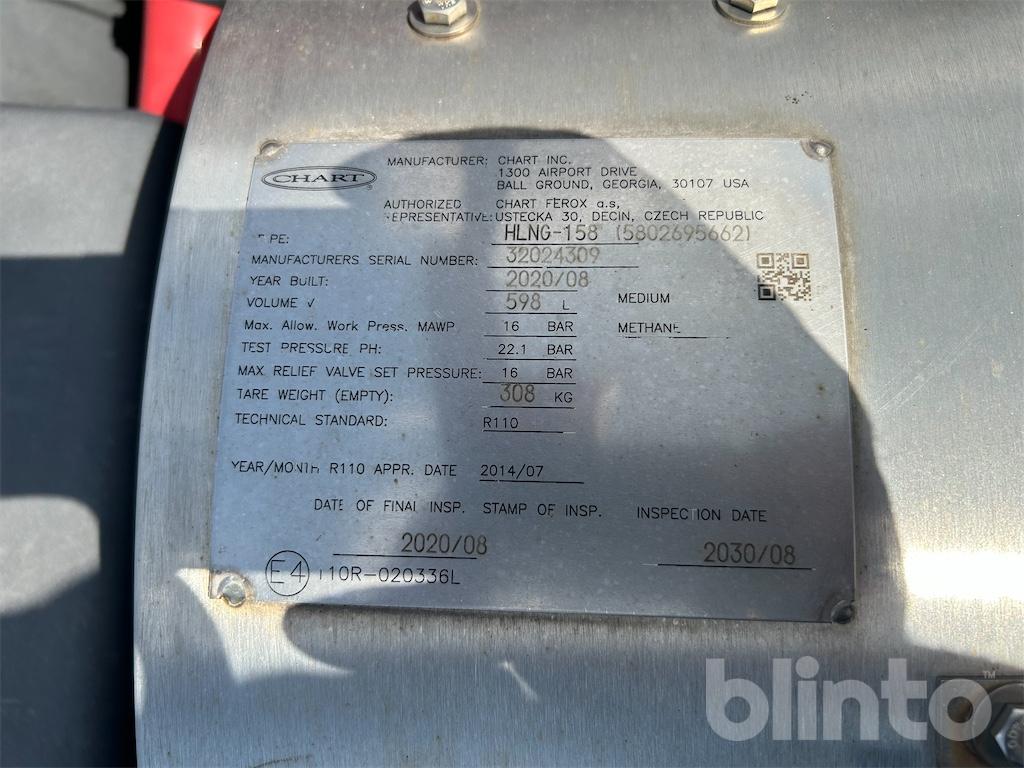 CHART
MANUFACTURER: CHART INC.
1300 AIRPORT DRIVE
BALL GROUND, GEORGIA, 30107 USA
AUTHORIZED CHART FEROX a.s,
REPRESENTATIVE: USTECKA 30, DECIN, CZECH REPUBLIC
TYPE: HLNG-158 (5802695662)
MANUFACTURERS SERIAL NUMBER: 32024309
YEAR BUILT: 2020/08
VOLUME V 598 L MEDIUM
Max. Allow. Work Press. MAWP 16 BAR METHANE
TEST PRESSURE PH: 22.1 BAR
MAX RELIEF VALVE SET PRESSURE: 16 BAR
TARE WEIGHT (EMPTY): 308 KG
TECHNICAL STANDARD: R110
YEAR/MONTH R110 APPR. DATE 2014/07
DATE OF FINAL INSP. STAMP OF INSP. INSPECTION DATE
2020/08 2030/08
E4 110R-020336L
blinto™